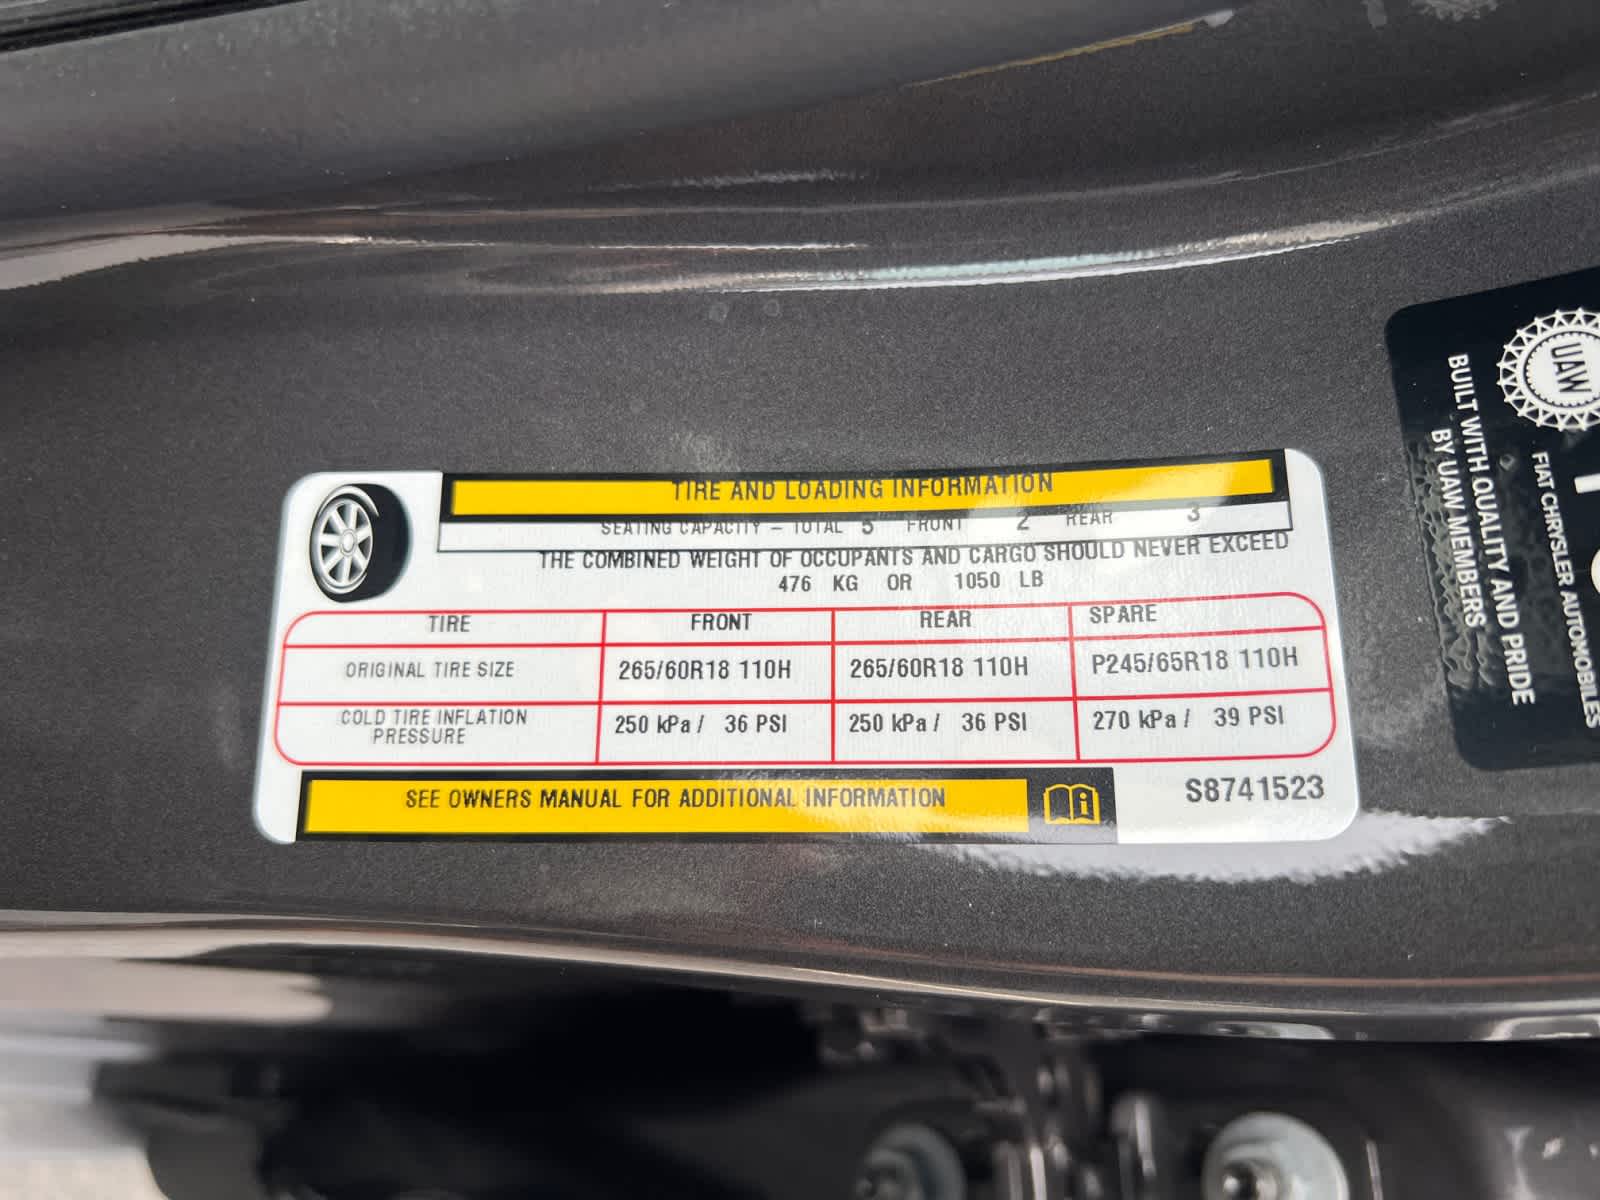 TIRE AND LOADING INFORMATION
SEATING CAPACITY – TOTAL 5 FRONT 2 REAR 3
THE COMBINED WEIGHT OF OCCUPANTS AND CARGO SHOULD NEVER EXCEED
476 KG OR 1050 LB
TIRE FRONT REAR SPARE
ORIGINAL TIRE SIZE 265/60R18 110H 265/60R18 110H P245/65R18 110H
COLD TIRE INFLATION
PRESSURE 250 kPa / 36 PSI 250 kPa / 36 PSI 270 kPa / 39 PSI
SEE OWNERS MANUAL FOR ADDITIONAL INFORMATION
S8741523
UAW
FIAT CHRYSLER AUTOMOBILES
BUILT WITH QUALITY AND PRIDE
BY UAW MEMBERS